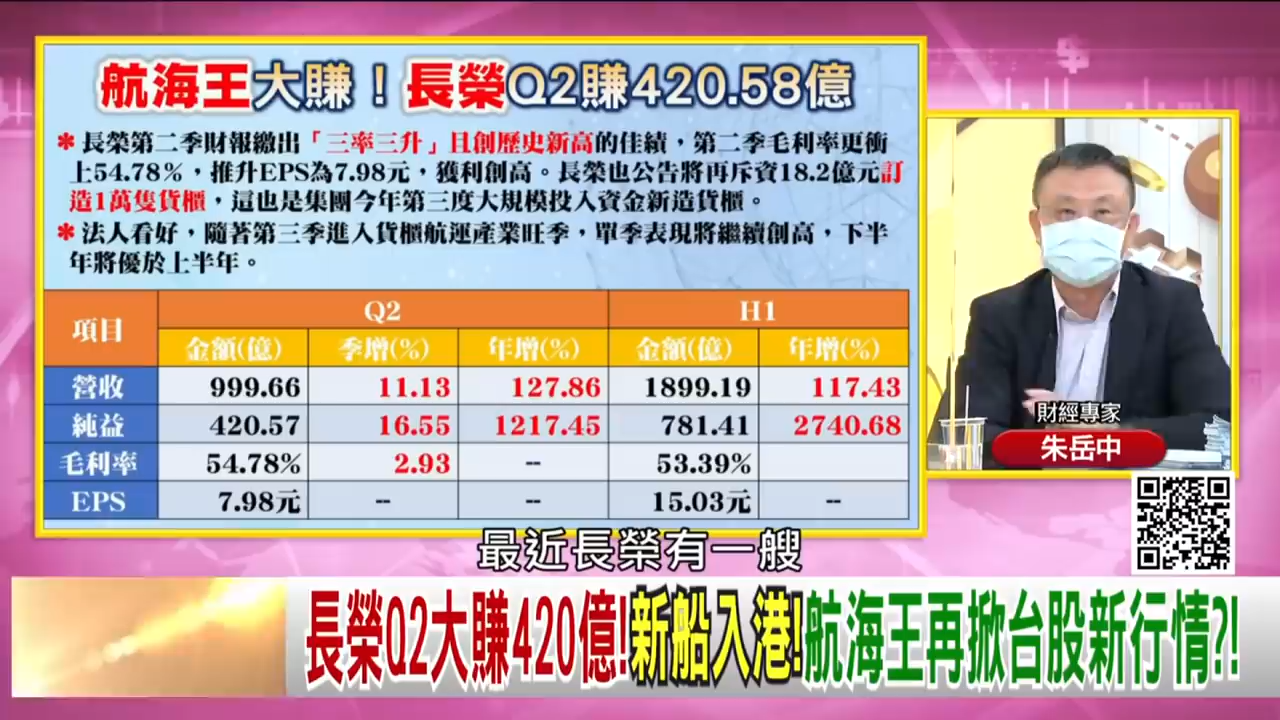 航海王大賺！長榮Q2賺420.58億
* 長榮第二季財報繳出「三率三升」且創歷史新高的佳績，第二季毛利率更衝
上54.78%，推升EPS為7.98元，獲利創高。長榮也公告將再斥資18.2億元訂
造1萬隻貨櫃，這也是集團今年第三度大規模投入資金新造貨櫃。
* 法人看好，隨著第三季進入貨櫃航運產業旺季，單季表現將繼續創高，下半
年將優於上半年。
項目 Q2 H1
金額(億) 季增(%) 年增(%) 金額(億) 年增(%)
營收 999.66 11.13 127.86 1899.19 117.43
純益 420.57 16.55 1217.45 781.41 2740.68
毛利率 54.78% 2.93 -- 53.39%
EPS 7.98元 -- -- 15.03元 --
財經專家
朱岳中
最近長榮有一艘
長榮Q2大賺420億!新船入港!航海王再掀台股新行情?!